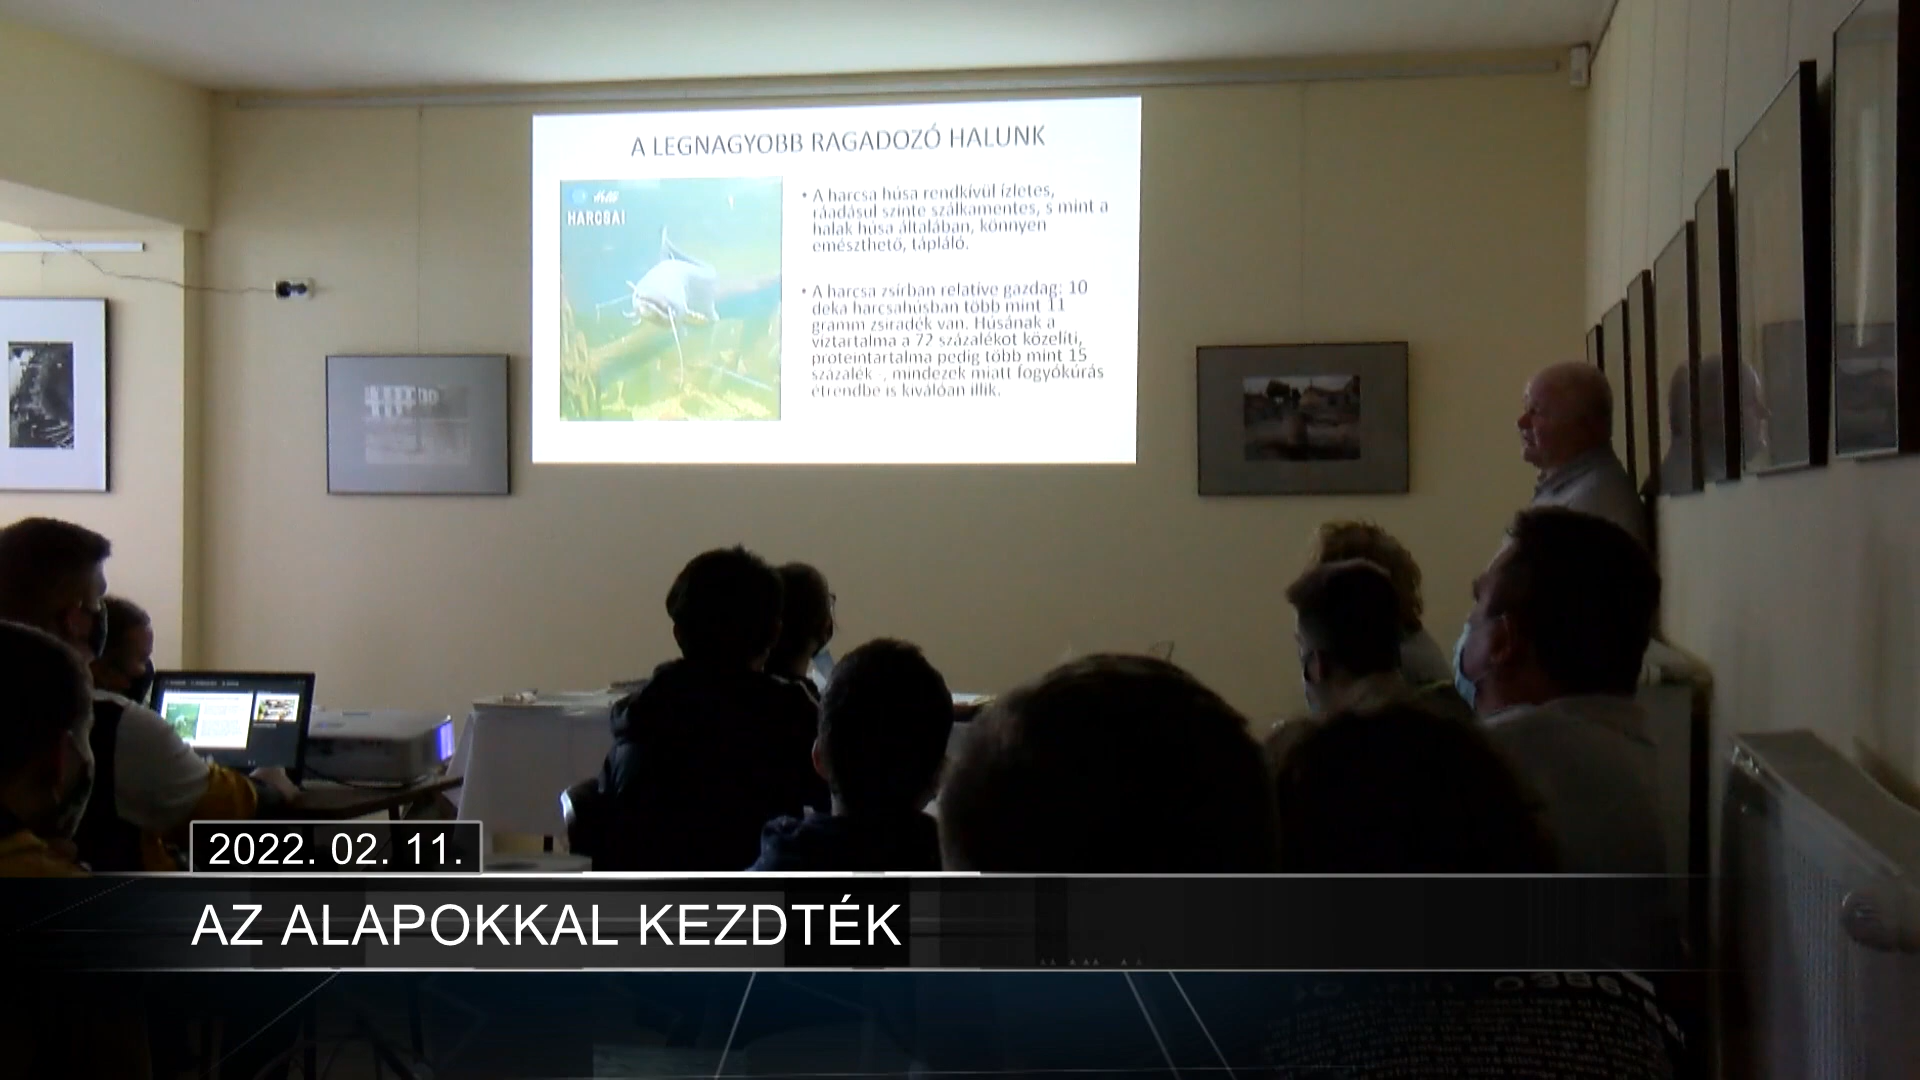 A LEGNAGYOBB RAGADOZÓ HALUNK
HARCSA!
• A harcsa húsa rendkívül ízletes,
ráadásul szinte szálkamentes, s mint a
halak húsa általában, könnyen
emészthető, tápláló.
• A harcsa zsírban relatíve gazdag: 10
deka harcsahúsban több mint 11
gramm zsiradék van. Húsának a
víztartalma a 72 százalékot közelíti,
proteintartalma pedig több mint 15
százalék -, mindezek miatt fogyókúrás
étrendbe is kiválóan illik.
2022. 02. 11.
AZ ALAPOKKAL KEZDTÉK